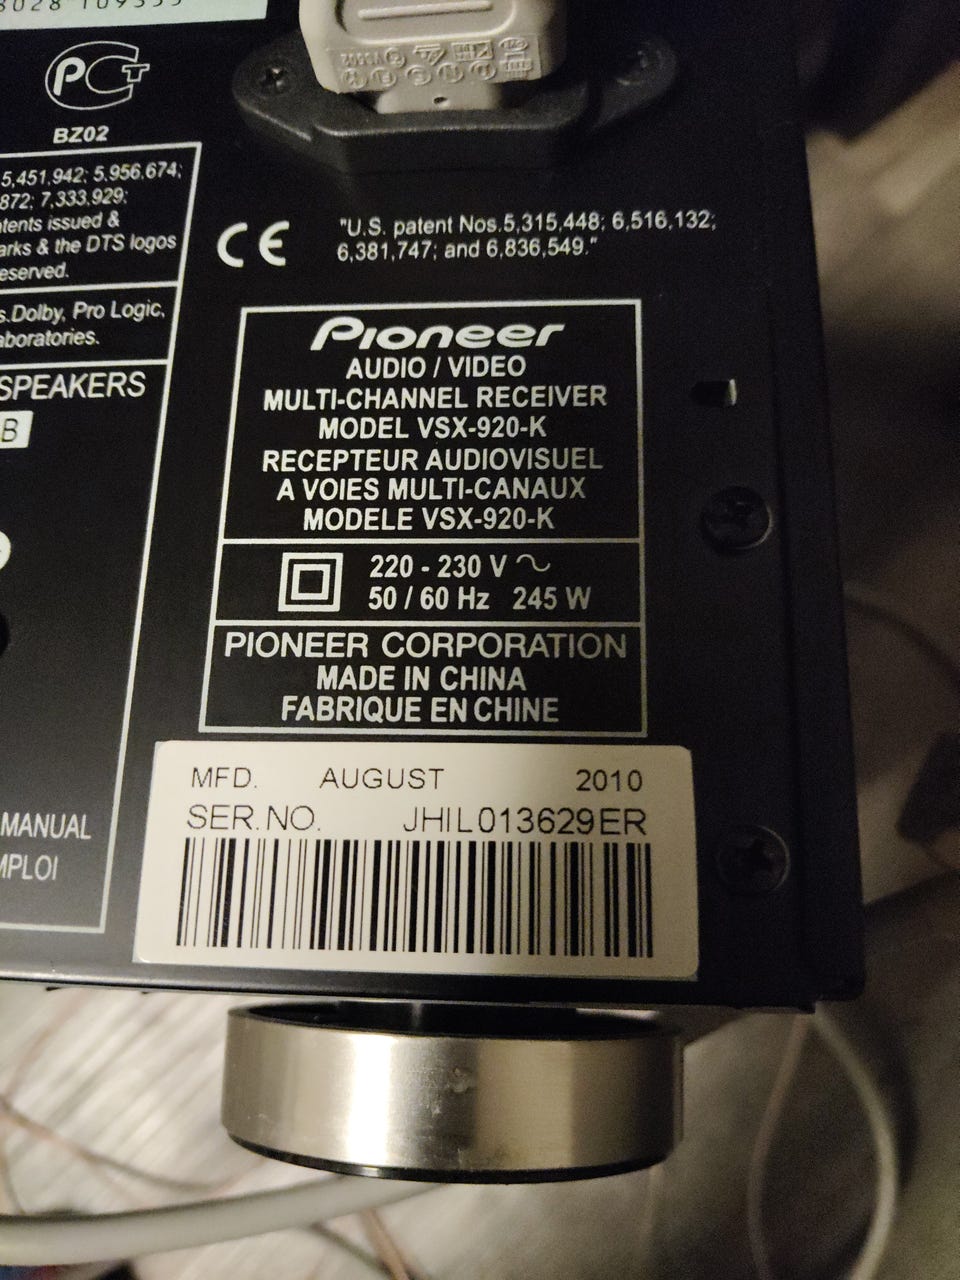 8028 109355
PCT
BZ02
5,451,942; 5,956,674;
872; 7,333,929;
tents issued &
arks & the DTS logos
eserved.
s.Dolby, Pro Logic,
aboratories.
SPEAKERS
B
MANUAL
MPLOI
CE
"U.S. patent Nos.5,315,448; 6,516,132;
6,381,747; and 6,836,549."
Pioneer
AUDIO / VIDEO
MULTI-CHANNEL RECEIVER
MODEL VSX-920-K
RECEPTEUR AUDIOVISUEL
A VOIES MULTI-CANAUX
MODELE VSX-920-K
220 - 230 V ~
50 / 60 Hz 245 W
PIONEER CORPORATION
MADE IN CHINA
FABRIQUE EN CHINE
MFD. AUGUST 2010
SER.NO. JHIL013629ER